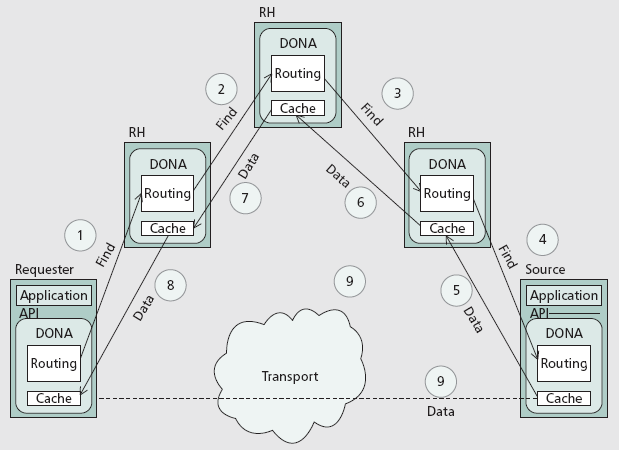 RH
DONA
Routing
Cache
2
Find
3
Find
RH
DONA
Routing
Cache
Data
7
Data
6
RH
DONA
Routing
Cache
1
Find
8
Data
9
5
Data
4
Find
Requester
Application
API
DONA
Routing
Cache
Transport
9
Data
Source
Application
API
DONA
Routing
Cache